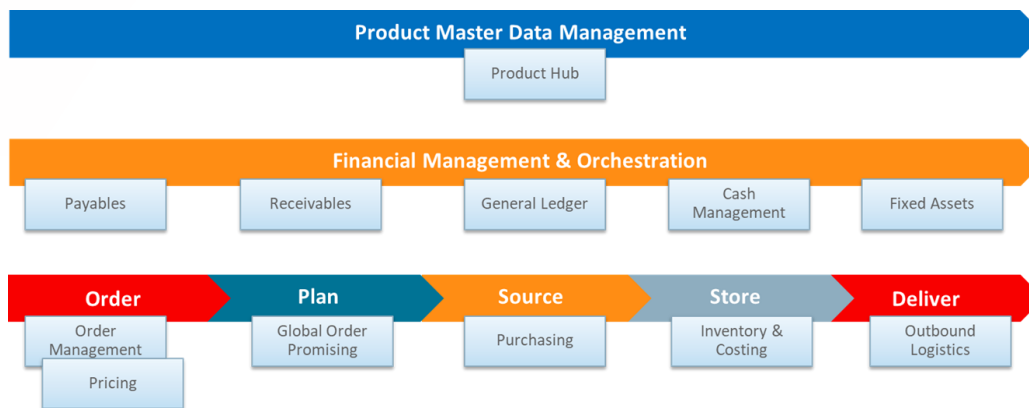 Product Master Data Management
Product Hub
Financial Management & Orchestration
Payables
Receivables
General Ledger
Cash
Management
Fixed Assets
Order
Plan
Source
Store
Deliver
Order
Management
Pricing
Global Order
Promising
Purchasing
Inventory &
Costing
Outbound
Logistics